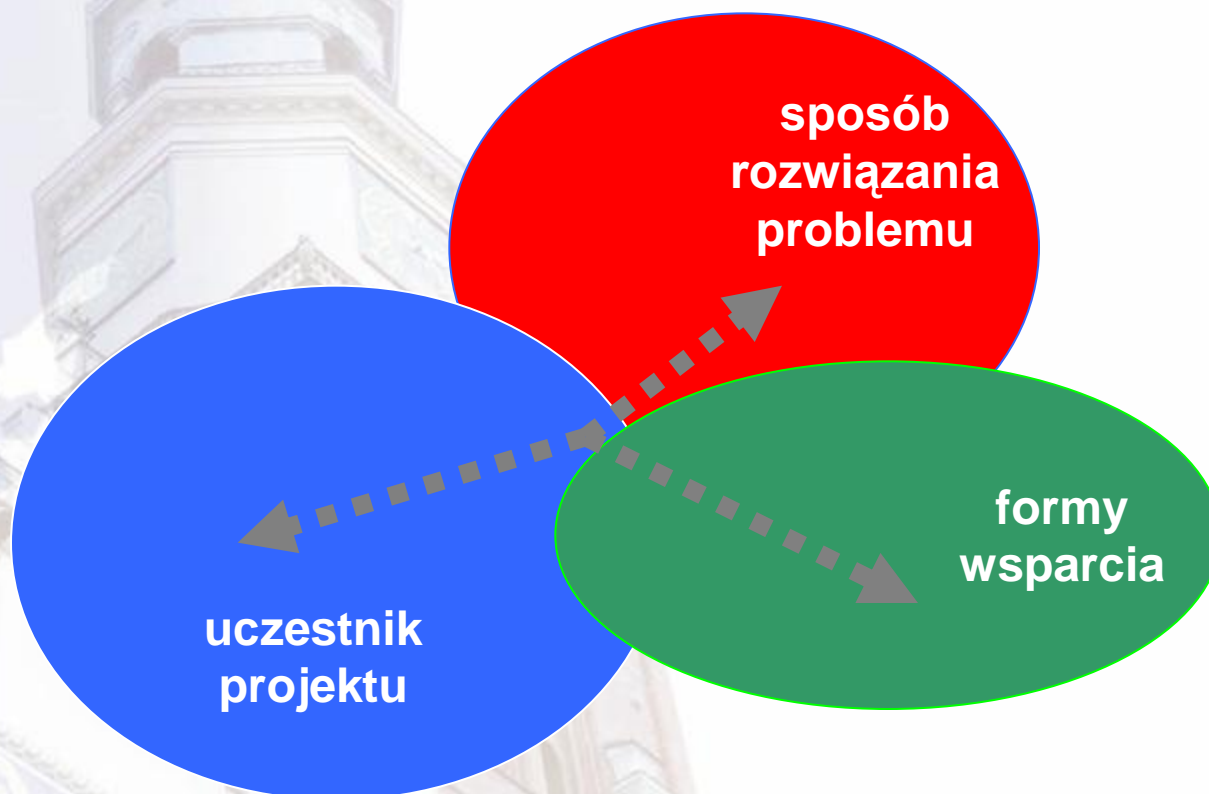 sposób
rozwiązania
problemu
formy
wsparcia
uczestnik
projektu